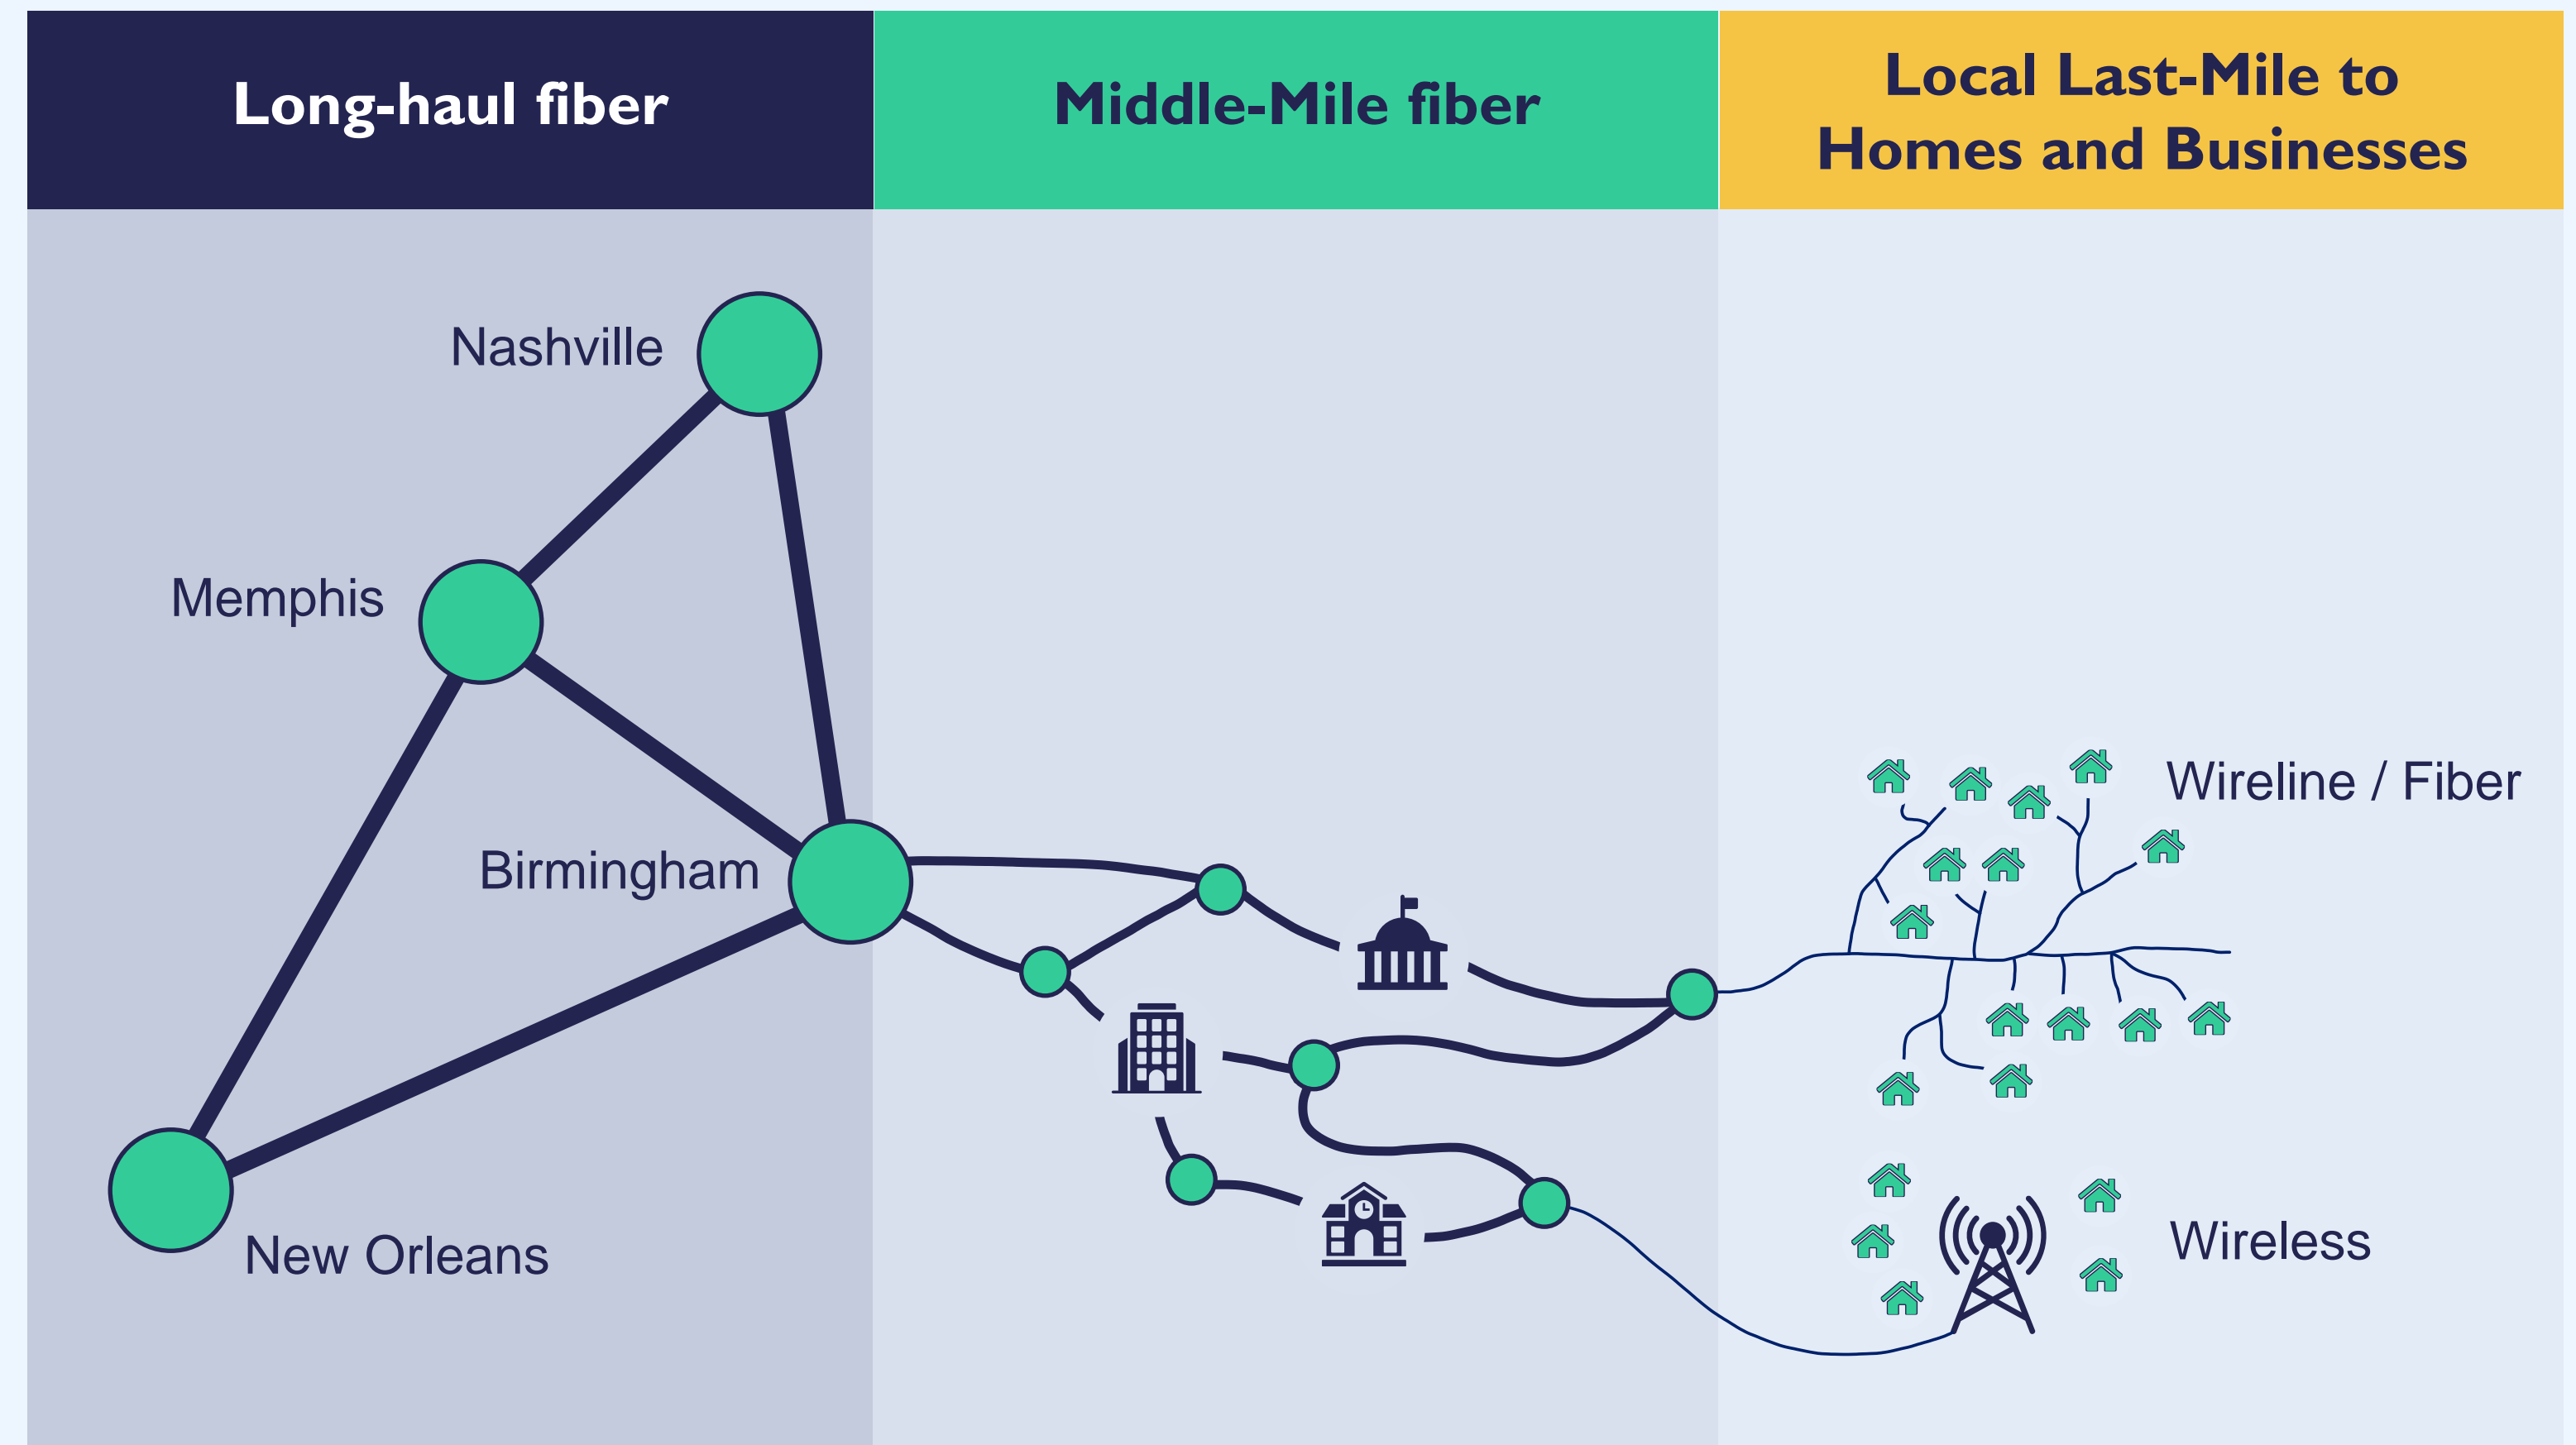 Long-haul fiber
Middle-Mile fiber
Local Last-Mile to
Homes and Businesses
Nashville
Memphis
Birmingham
New Orleans
Wireline / Fiber
Wireless